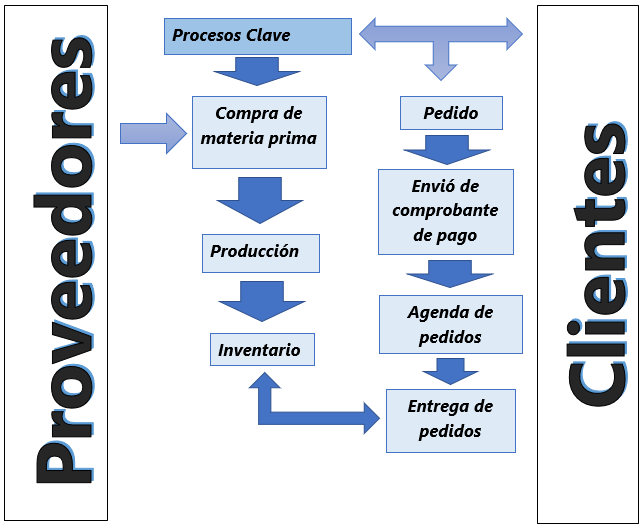 Proveedores
Procesos Clave
Compra de
materia prima
Producción
Inventario
Pedido
Envió de
comprobante
de pago
Agenda de
pedidos
Entrega de
pedidos
Clientes